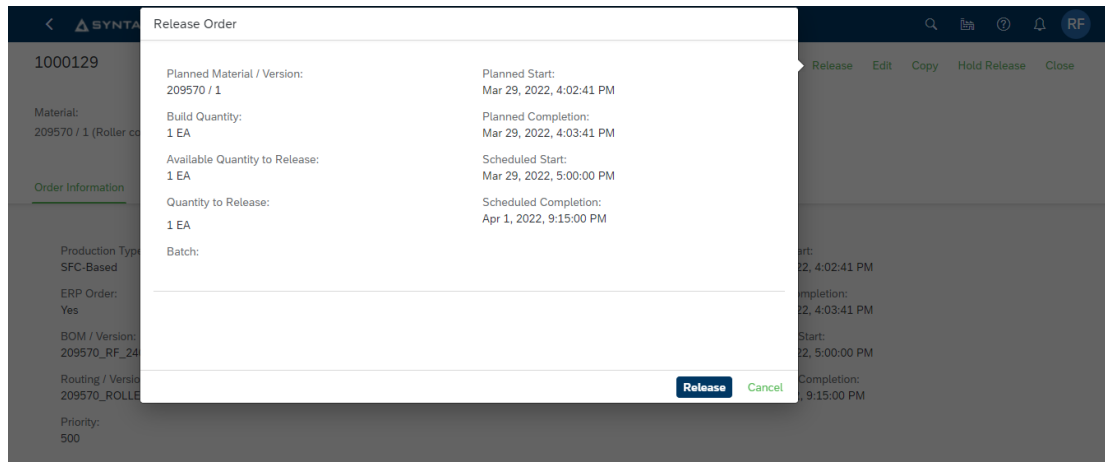 SYNTA
RF
Release Order
1000129
Release Edit Copy Hold Release Close
Planned Material / Version:
209570 / 1
Planned Start:
Mar 29, 2022, 4:02:41 PM
Material:
209570 / 1 (Roller co
Build Quantity:
1 EA
Planned Completion:
Mar 29, 2022, 4:03:41 PM
Available Quantity to Release:
1 EA
Scheduled Start:
Mar 29, 2022, 5:00:00 PM
Order Information
Quantity to Release:
1 EA
Scheduled Completion:
Apr 1, 2022, 9:15:00 PM
Batch:
Production Type
SFC-Based
art:
22, 4:02:41 PM
ERP Order:
Yes
mpletion:
22, 4:03:41 PM
BOM / Version:
209570_RF_24
Start:
22, 5:00:00 PM
Routing / Versio
209570_ROLLE
Completion:
, 9:15:00 PM
Release Cancel
Priority:
500